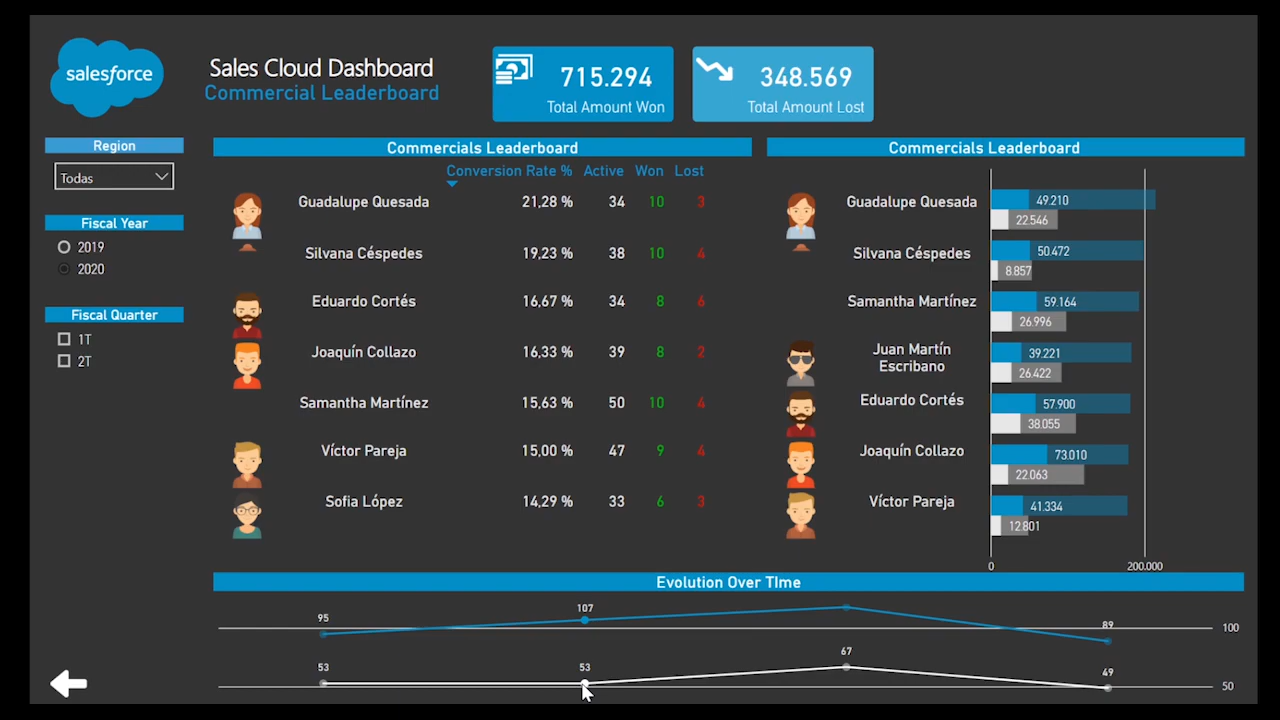 salesforce
Sales Cloud Dashboard
Commercial Leaderboard
715.294
Total Amount Won
348.569
Total Amount Lost
Region
Todas
Fiscal Year
2019
2020
Fiscal Quarter
1T
2T
Commercials Leaderboard
Conversion Rate % Active Won Lost
Guadalupe Quesada 21,28 % 34 10 3
Silvana Céspedes 19,23 % 38 10 4
Eduardo Cortés 16,67 % 34 8 6
Joaquín Collazo 16,33 % 39 8 2
Samantha Martínez 15,63 % 50 10 4
Víctor Pareja 15,00 % 47 9 4
Sofia López 14,29 % 33 6 3
Commercials Leaderboard
Guadalupe Quesada 49.210
22.546
Silvana Céspedes 50.472
8.857
Samantha Martínez 59.164
26.996
Juan Martín
Escribano
39.221
26.422
Eduardo Cortés 57.900
38.055
Joaquín Collazo 73.010
22.063
Víctor Pareja 41.334
12.801
0 200.000
Evolution Over TIme
95 107 89
100
53 53 67 49
50